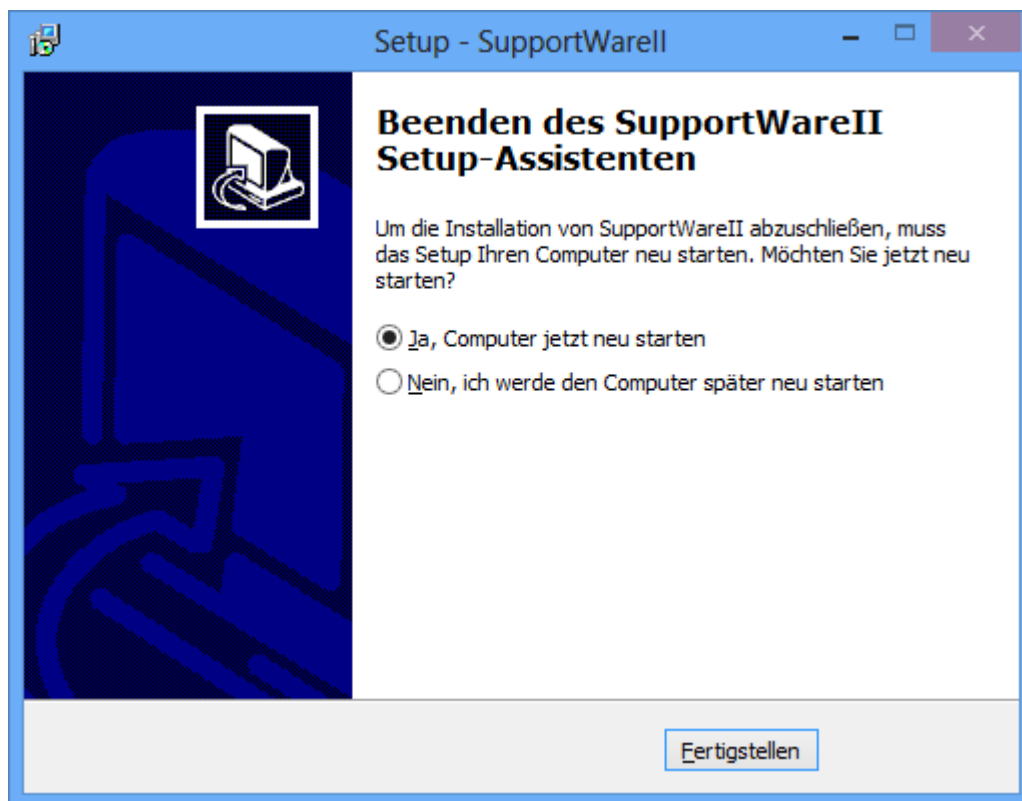 Setup - SupportWareII
Beenden des SupportWareII
Setup-Assistenten
Um die Installation von SupportWareII abzuschließen, muss
das Setup Ihren Computer neu starten. Möchten Sie jetzt neu
starten?
Ja, Computer jetzt neu starten
Nein, ich werde den Computer später neu starten
Fertigstellen